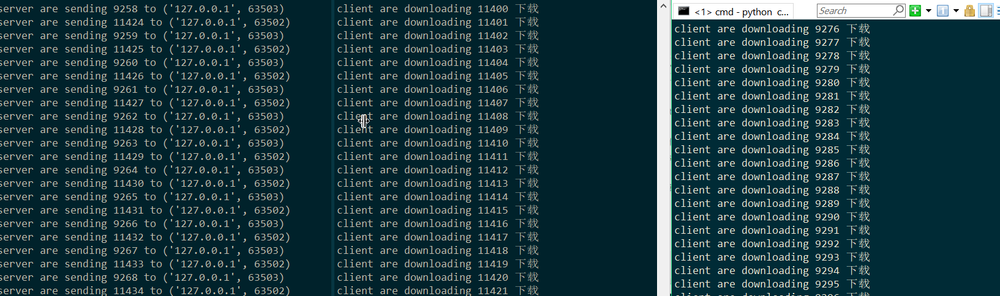 server are sending 9258 to ('127.0.0.1', 63503)
server are sending 11424 to ('127.0.0.1', 63502)
server are sending 9259 to ('127.0.0.1', 63503)
server are sending 11425 to ('127.0.0.1', 63502)
server are sending 9260 to ('127.0.0.1', 63503)
server are sending 11426 to ('127.0.0.1', 63502)
server are sending 9261 to ('127.0.0.1', 63503)
server are sending 11427 to ('127.0.0.1', 63502)
server are sending 9262 to ('127.0.0.1', 63503)
server are sending 11428 to ('127.0.0.1', 63502)
server are sending 9263 to ('127.0.0.1', 63503)
server are sending 11429 to ('127.0.0.1', 63502)
server are sending 9264 to ('127.0.0.1', 63503)
server are sending 11430 to ('127.0.0.1', 63502)
server are sending 9265 to ('127.0.0.1', 63503)
server are sending 11431 to ('127.0.0.1', 63502)
server are sending 9266 to ('127.0.0.1', 63503)
server are sending 11432 to ('127.0.0.1', 63502)
server are sending 9267 to ('127.0.0.1', 63503)
server are sending 11433 to ('127.0.0.1', 63502)
server are sending 9268 to ('127.0.0.1', 63503)
server are sending 11434 to ('127.0.0.1', 63502)
client are downloading 11400 下载
client are downloading 11401 下载
client are downloading 11402 下载
client are downloading 11403 下载
client are downloading 11404 下载
client are downloading 11405 下载
client are downloading 11406 下载
client are downloading 11407 下载
client are downloading 11408 下载
client are downloading 11409 下载
client are downloading 11410 下载
client are downloading 11411 下载
client are downloading 11412 下载
client are downloading 11413 下载
client are downloading 11414 下载
client are downloading 11415 下载
client are downloading 11416 下载
client are downloading 11417 下载
client are downloading 11418 下载
client are downloading 11419 下载
client are downloading 11420 下载
client are downloading 11421 下载
<1> cmd - python c...
Search
client are downloading 9276 下载
client are downloading 9277 下载
client are downloading 9278 下载
client are downloading 9279 下载
client are downloading 9280 下载
client are downloading 9281 下载
client are downloading 9282 下载
client are downloading 9283 下载
client are downloading 9284 下载
client are downloading 9285 下载
client are downloading 9286 下载
client are downloading 9287 下载
client are downloading 9288 下载
client are downloading 9289 下载
client are downloading 9290 下载
client are downloading 9291 下载
client are downloading 9292 下载
client are downloading 9293 下载
client are downloading 9294 下载
client are downloading 9295 下载